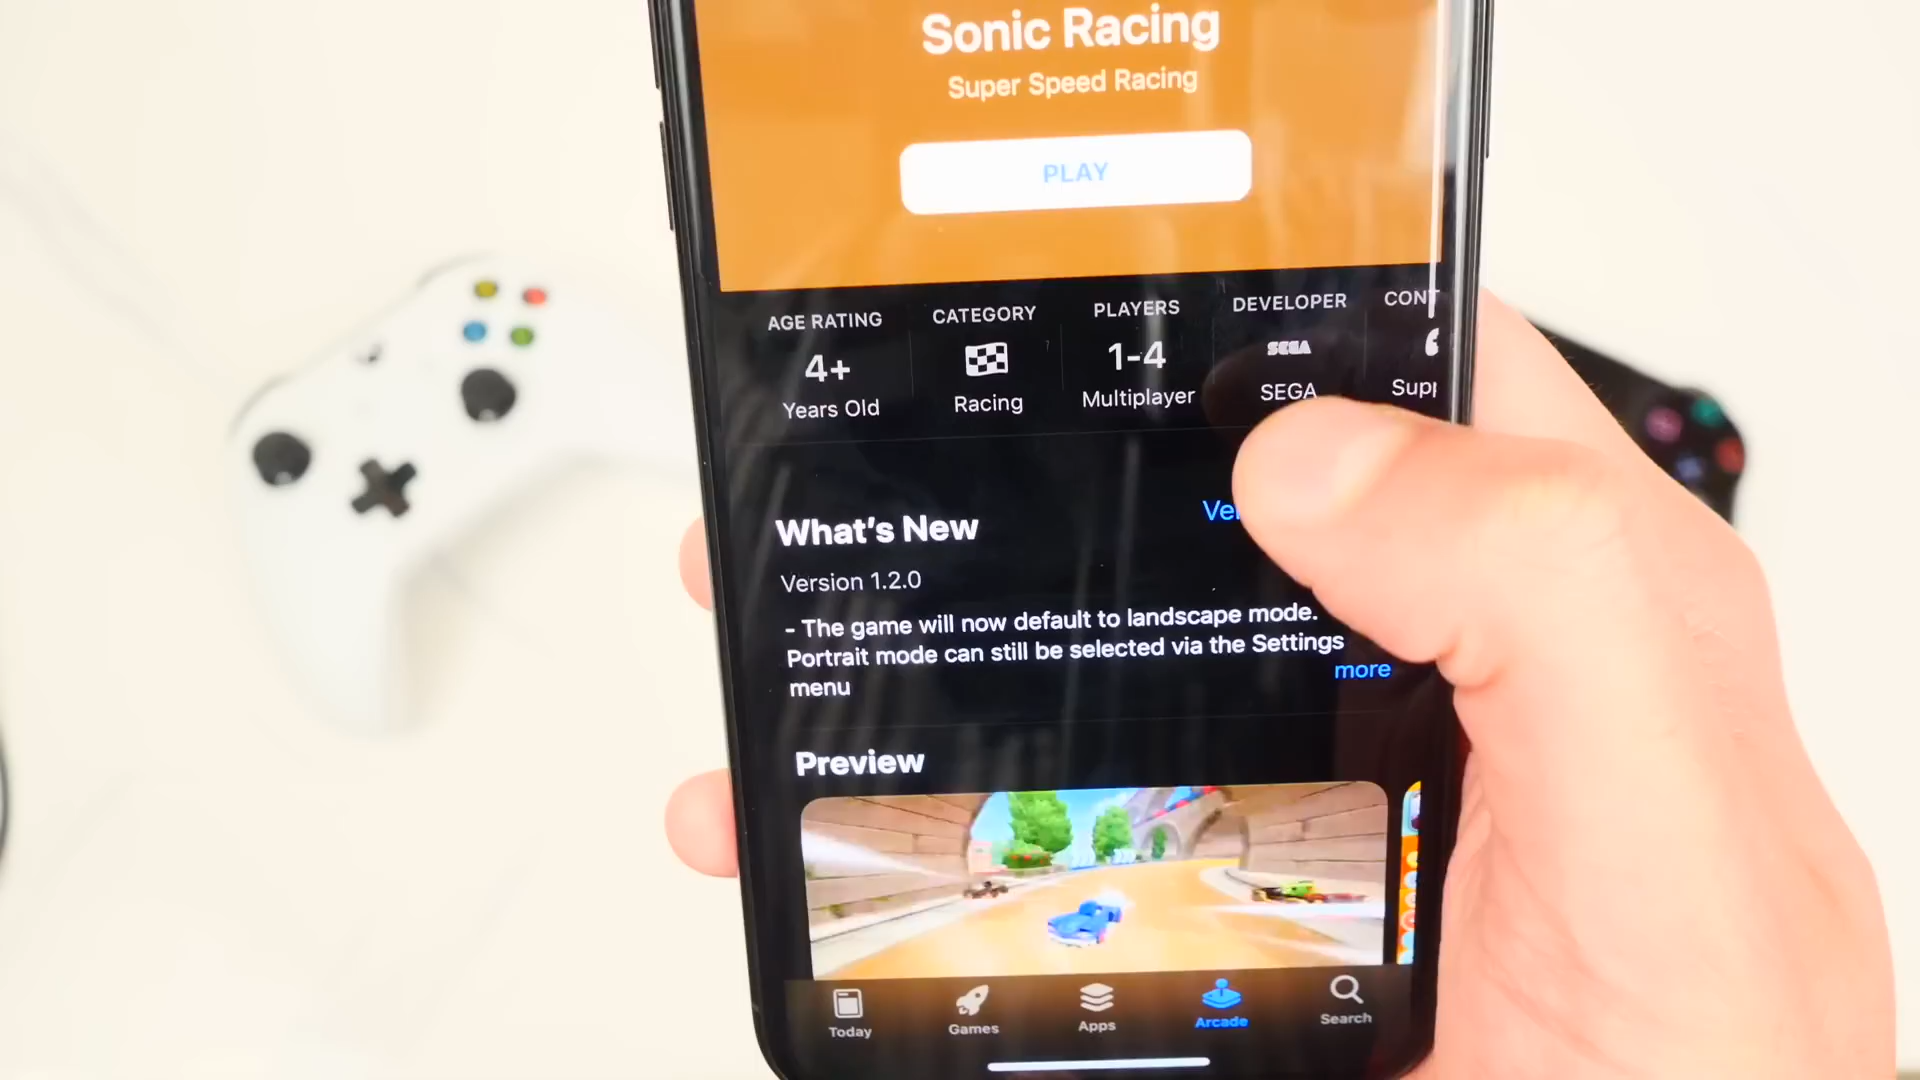 Sonic Racing
Super Speed Racing
PLAY
AGE RATING
4+
Years Old
CATEGORY
Racing
PLAYERS
1-4
Multiplayer
DEVELOPER
SEGA
SEGA
What's New
Version 1.2.0
- The game will now default to landscape mode.
Portrait mode can still be selected via the Settings
menu
more
Preview
Today
Games
Apps
Arcade
Search